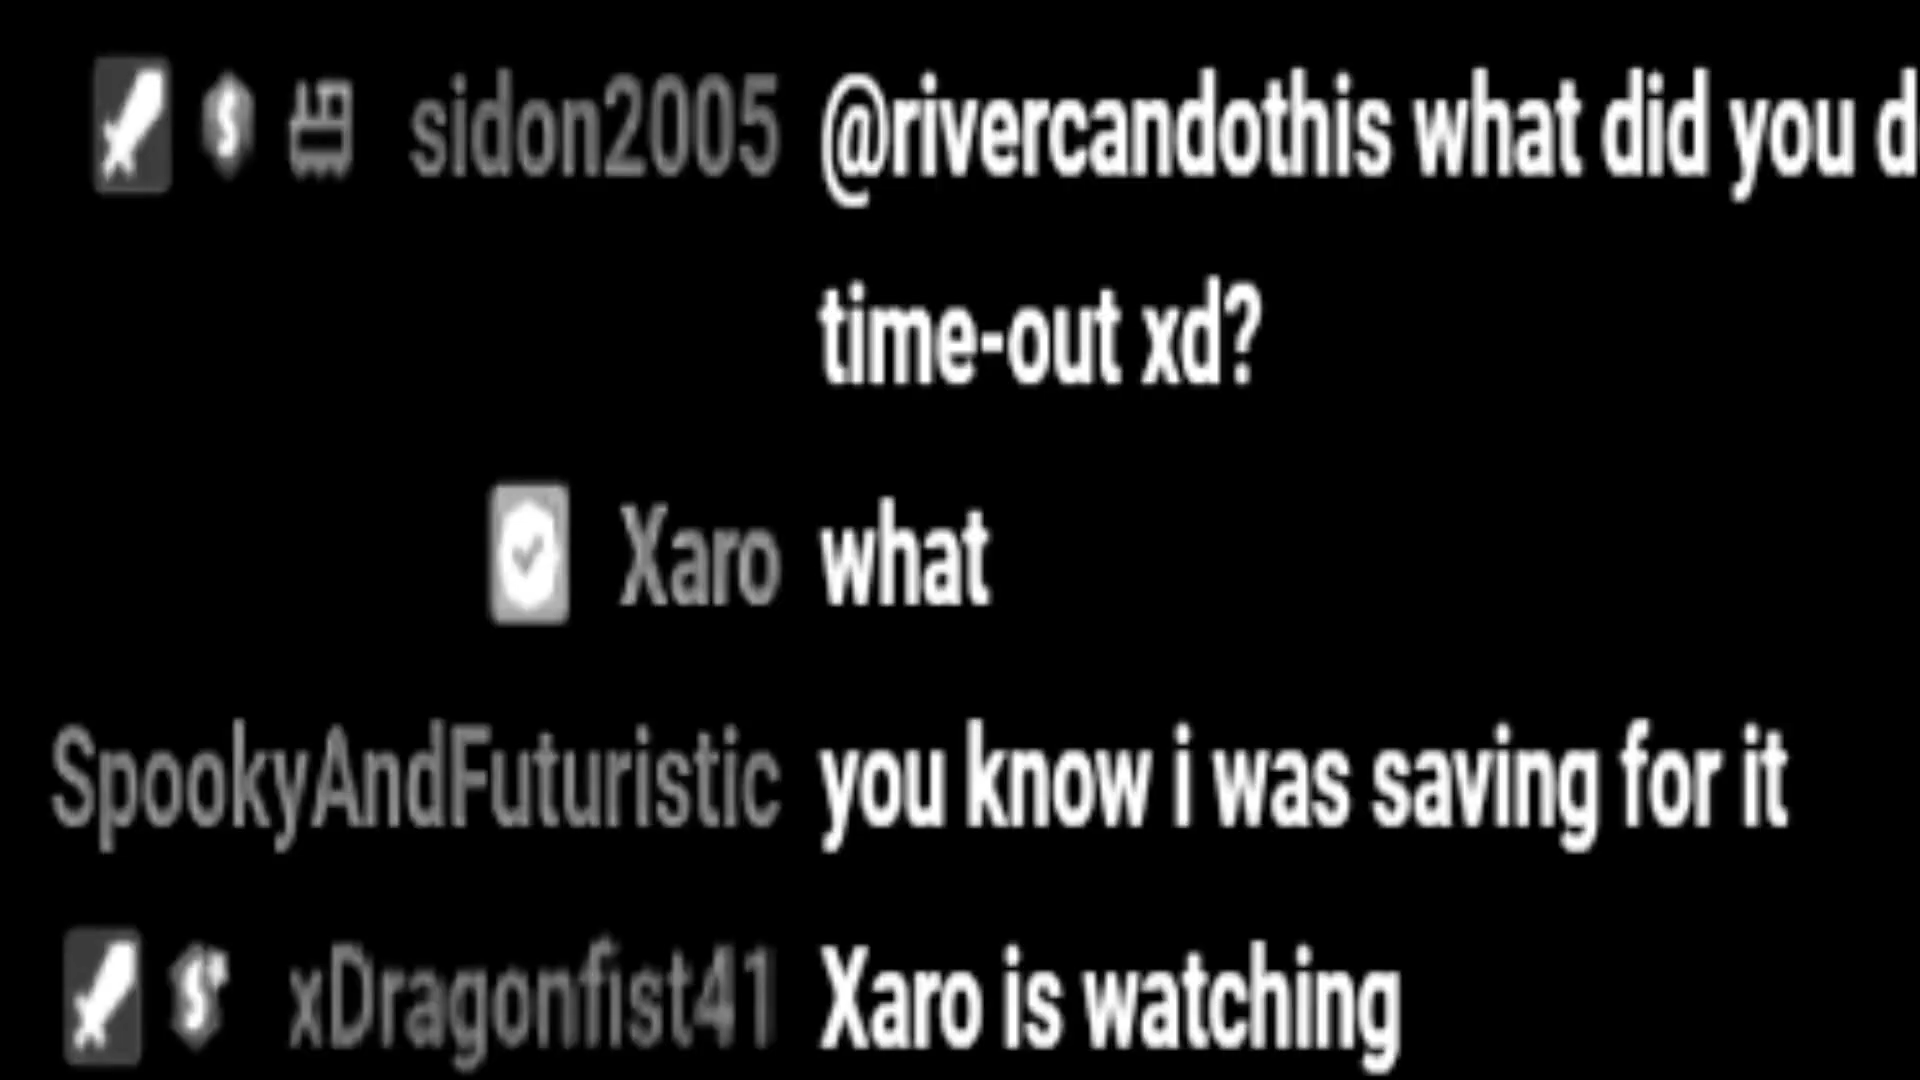 sidon2005 @rivercandothis what did you
time-out xd?
Xaro what
SpookyAndFuturistic you know i was saving for it
xDragonfist41 Xaro is watching